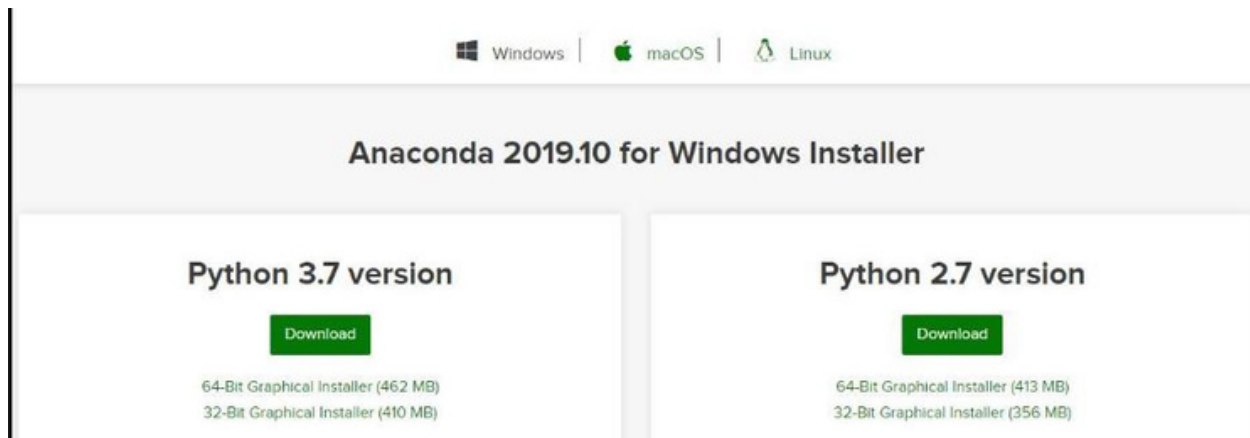 Windows | macOS | Linux
Anaconda 2019.10 for Windows Installer
Python 3.7 version
Download
64-Bit Graphical Installer (462 MB)
32-Bit Graphical Installer (410 MB)
Python 2.7 version
Download
64-Bit Graphical Installer (413 MB)
32-Bit Graphical Installer (356 MB)